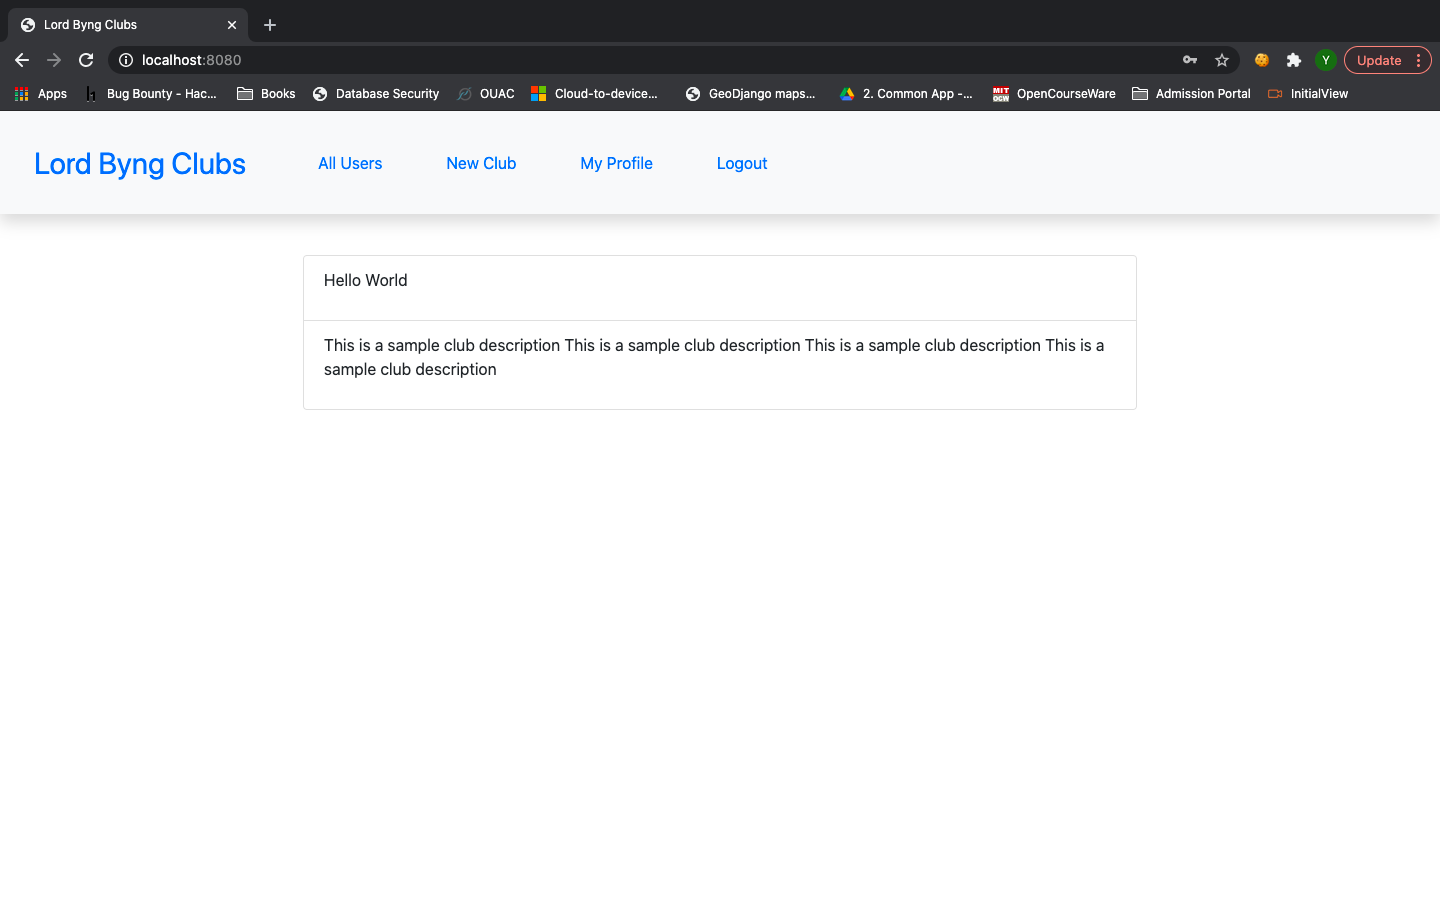 Lord Byng Clubs
localhost:8080
Y
Update
Apps
h
Bug Bounty - Hac...
Books
Database Security
OUAC
Cloud-to-device...
GeoDjango maps...
2. Common App -...
MIT
OCW
OpenCourseWare
Admission Portal
InitialView
Lord Byng Clubs
All Users
New Club
My Profile
Logout
Hello World
This is a sample club description This is a sample club description This is a sample club description This is a
sample club description